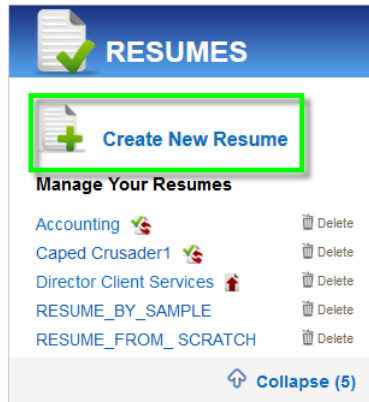 RESUMES
Create New Resume
Manage Your Resumes
Accounting Delete
Caped Crusader1 Delete
Director Client Services Delete
RESUME_BY_SAMPLE Delete
RESUME_FROM_ SCRATCH Delete
Collapse (5)